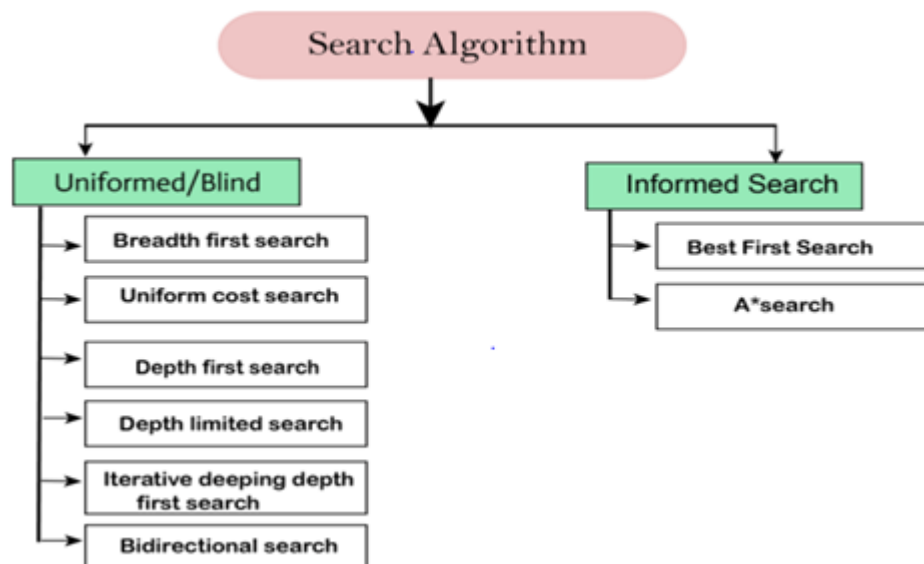 Search Algorithm
Uniformed/Blind
Breadth first search
Uniform cost search
Depth first search
Depth limited search
Iterative deeping depth
first search
Bidirectional search
Informed Search
Best First Search
A*search